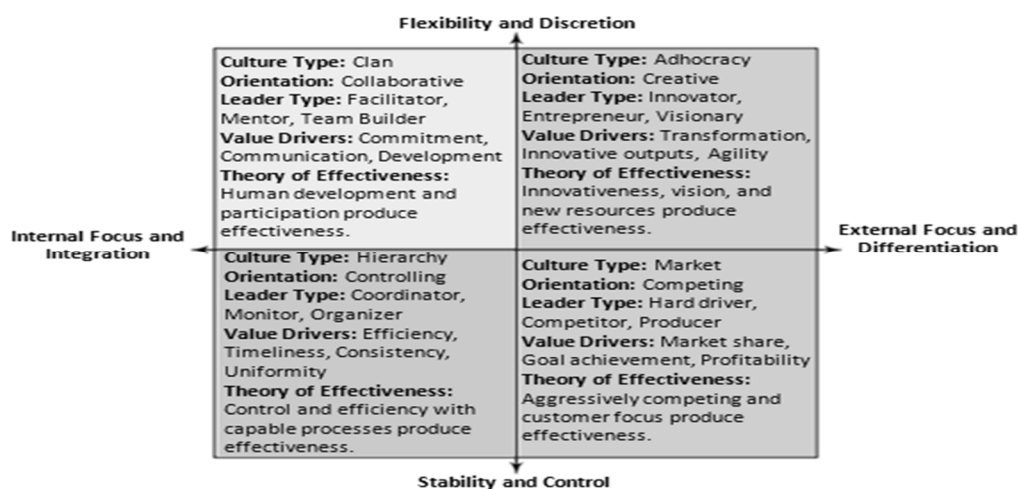 Flexibility and Discretion
Culture Type: Clan
Orientation: Collaborative
Leader Type: Facilitator,
Mentor, Team Builder
Value Drivers: Commitment,
Communication, Development
Theory of Effectiveness:
Human development and
participation produce
effectiveness.
Culture Type: Adhocracy
Orientation: Creative
Leader Type: Innovator,
Entrepreneur, Visionary
Value Drivers: Transformation,
Innovative outputs, Agility
Theory of Effectiveness:
Innovativeness, vision, and
new resources produce
effectiveness.
Internal Focus and
Integration
External Focus and
Differentiation
Culture Type: Hierarchy
Orientation: Controlling
Leader Type: Coordinator,
Monitor, Organizer
Value Drivers: Efficiency,
Timeliness, Consistency,
Uniformity
Theory of Effectiveness:
Control and efficiency with
capable processes produce
effectiveness.
Culture Type: Market
Orientation: Competing
Leader Type: Hard driver,
Competitor, Producer
Value Drivers: Market share,
Goal achievement, Profitability
Theory of Effectiveness:
Aggressively competing and
customer focus produce
effectiveness.
Stability and Control